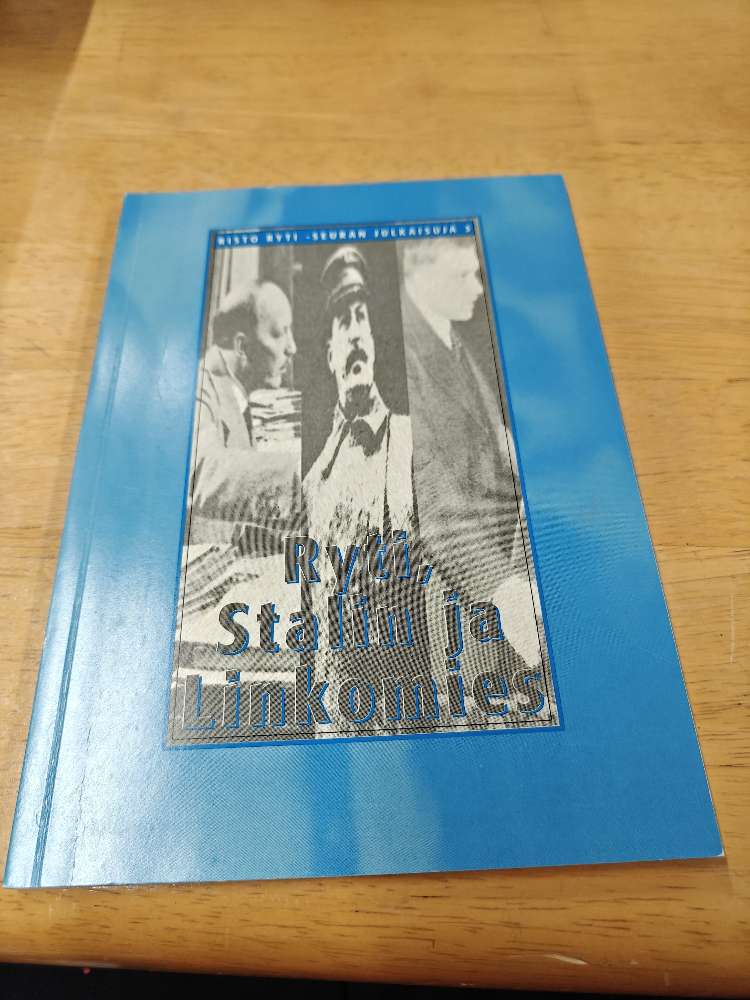 RISTO RYTI -SEURAN JULKAISUJA 5
Ryti,
Stalin ja
Linkomies